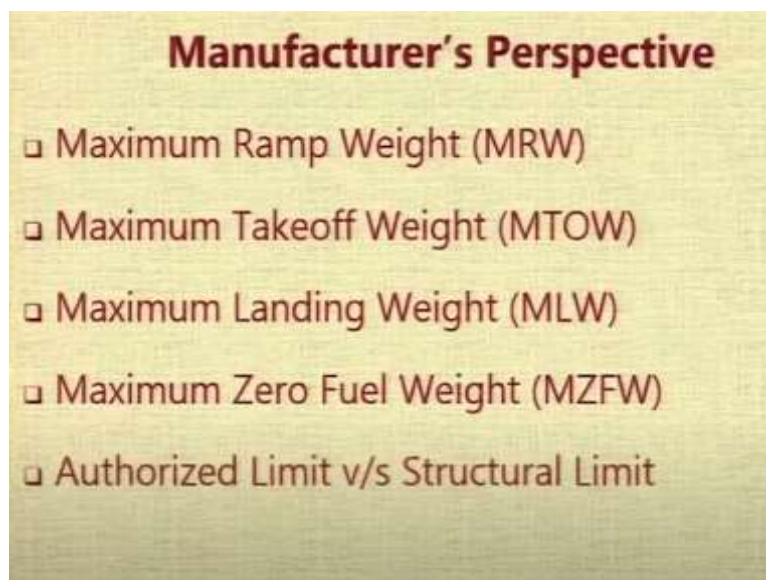 Manufacturer’s Perspective
Maximum Ramp Weight (MRW)
Maximum Takeoff Weight (MTOW)
Maximum Landing Weight (MLW)
Maximum Zero Fuel Weight (MZFW)
Authorized Limit v/s Structural Limit